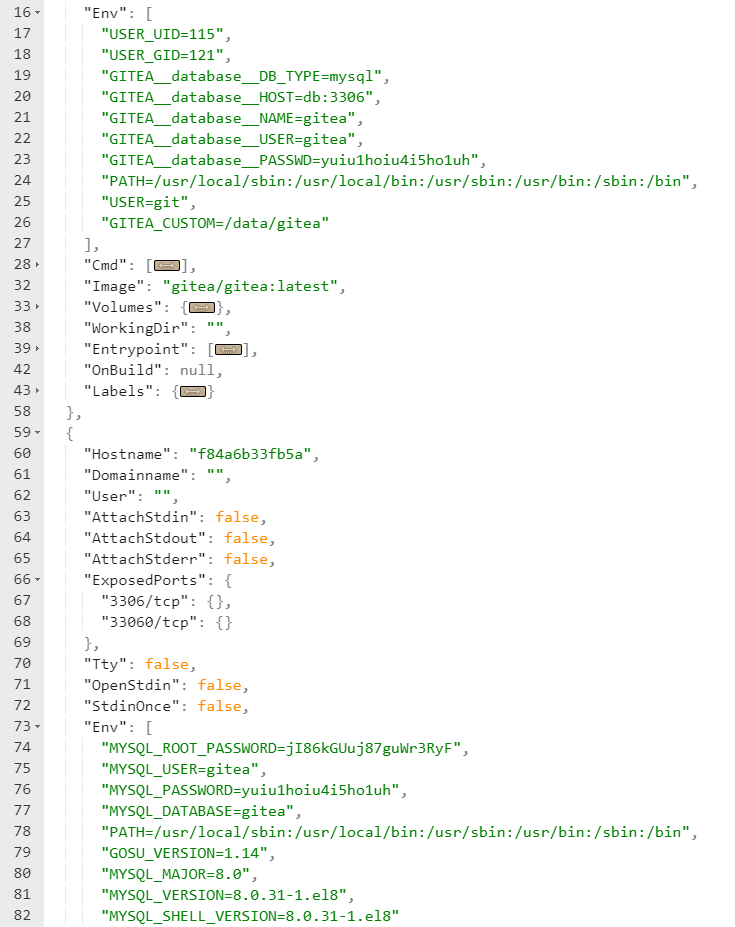 16 "Env": [
17 "USER_UID=115",
18 "USER_GID=121",
19 "GITEA__database__DB_TYPE=mysql",
20 "GITEA__database__HOST=db:3306",
21 "GITEA__database__NAME=gitea",
22 "GITEA__database__USER=gitea",
23 "GITEA__database__PASSWD=yuiu1hoiu4i5ho1uh",
24 "PATH=/usr/local/sbin:/usr/local/bin:/usr/sbin:/usr/bin:/sbin:/bin",
25 "USER=git",
26 "GITEA_CUSTOM=/data/gitea"
27 ],
28 "Cmd": [],
32 "Image": "gitea/gitea:latest",
33 "Volumes": {},
38 "WorkingDir": "",
39 "Entrypoint": [],
42 "OnBuild": null,
43 "Labels": {}
58 },
59 {
60 "Hostname": "f84a6b33fb5a",
61 "Domainname": "",
62 "User": "",
63 "AttachStdin": false,
64 "AttachStdout": false,
65 "AttachStderr": false,
66 "ExposedPorts": {
67 "3306/tcp": {},
68 "33060/tcp": {}
69 },
70 "Tty": false,
71 "OpenStdin": false,
72 "StdinOnce": false,
73 "Env": [
74 "MYSQL_ROOT_PASSWORD=jI86kGUuj87guWr3RyF",
75 "MYSQL_USER=gitea",
76 "MYSQL_PASSWORD=yuiu1hoiu4i5ho1uh",
77 "MYSQL_DATABASE=gitea",
78 "PATH=/usr/local/sbin:/usr/local/bin:/usr/sbin:/usr/bin:/sbin:/bin",
79 "GOSU_VERSION=1.14",
80 "MYSQL_MAJOR=8.0",
81 "MYSQL_VERSION=8.0.31-1.el8",
82 "MYSQL_SHELL_VERSION=8.0.31-1.el8"